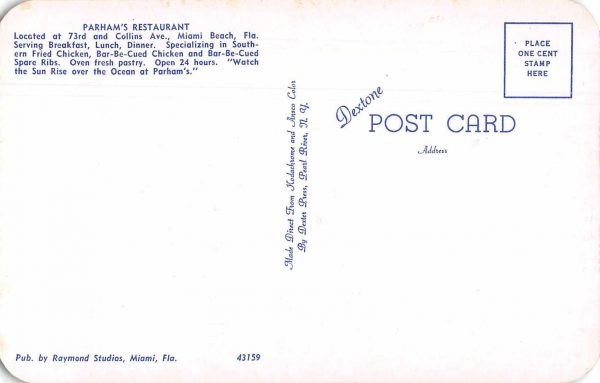 PARHAM'S RESTAURANT
Located at 73rd and Collins Ave., Miami Beach, Fla.
Serving Breakfast, Lunch, Dinner. Specializing in South-
ern Fried Chicken, Bar-Be-Cued Chicken and Bar-Be-Cued
Spare Ribs. Oven fresh pastry. Open 24 hours. "Watch
the Sun Rise over the Ocean at Parham's."
Made Direct From Kodachrome and Ansco Color
By Dexter Press, Pearl River, N. Y.
Dextone
POST CARD
Address
PLACE
ONE CENT
STAMP
HERE
Pub. by Raymond Studios, Miami, Fla.
43159